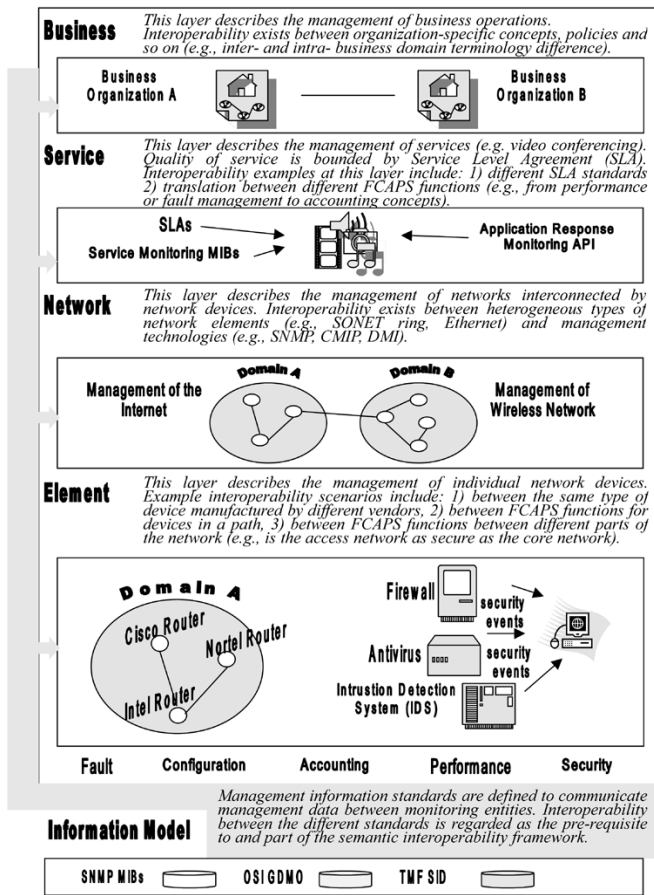 Business
This layer describes the management of business operations.
Interoperability exists between organization-specific concepts, policies and
so on (e.g., inter- and intra- business domain terminology difference).
Business
Organization A
Business
Organization B
Service
This layer describes the management of services (e.g. video conferencing).
Quality of service is bounded by Service Level Agreement (SLA).
Interoperability examples at this layer include: 1) different SLA standards
2) translation between different FCAPS functions (e.g., from performance
or fault management to accounting concepts).
SLAs
Service Monitoring MIBs
Application Response
Monitoring API
Network
This layer describes the management of networks interconnected by
network devices. Interoperability exists between heterogeneous types of
network elements (e.g., SONET ring, Ethernet) and management
technologies (e.g., SNMP, CMIP, DMI).
Management of the
Internet
Domain A
Domain B
Management of
Wireless Network
Element
This layer describes the management of individual network devices.
Example interoperability scenarios include: 1) between the same type of
device manufactured by different vendors, 2) between FCAPS functions for
devices in a path, 3) between FCAPS functions between different parts of
the network (e.g., is the access network as secure as the core network).
Domain A
Cisco Router
Nortel Router
Intel Router
Firewall
security
events
Antivirus
security
events
Intrustion Detection
System (IDS)
Fault
Configuration
Accounting
Performance
Security
Management information standards are defined to communicate
management data between monitoring entities. Interoperability
between the different standards is regarded as the pre-requisite
to and part of the semantic interoperability framework.
Information Model
SNMP MIBs
OSI GDMO
TMF SID